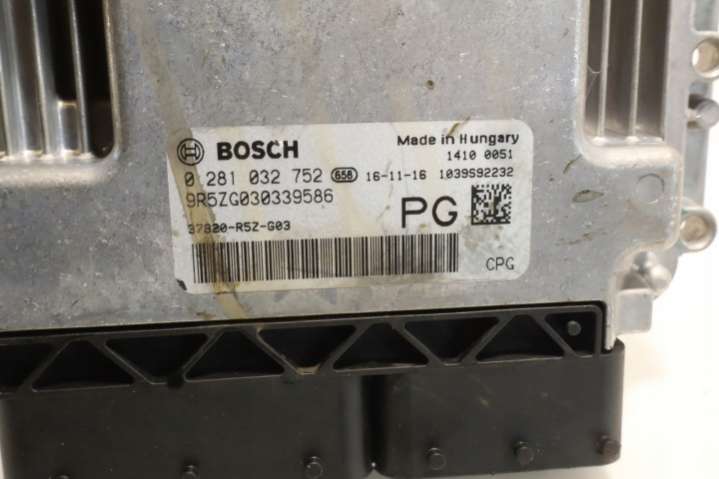 BOSCH Made in Hungary
1410 0051
0 281 032 752 658 16-11-16 1039S92232
9R5ZG030339586
PG
37820-R5Z-G03
CPG